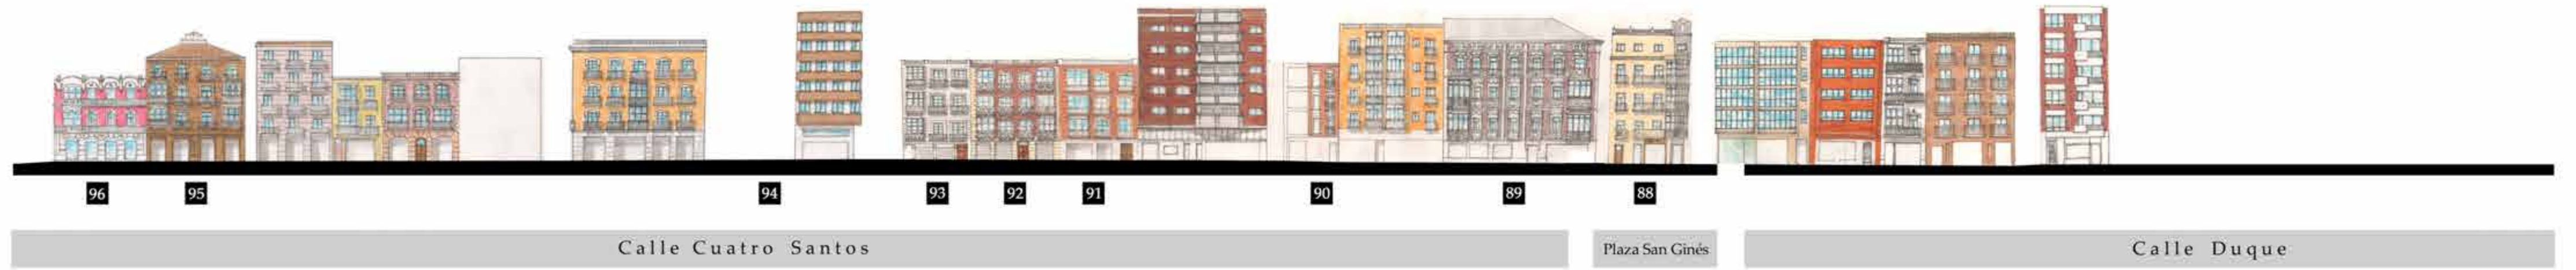 96 95 94 93 92 91 90 89 88
Calle Cuatro Santos Plaza San Ginés Calle Duque